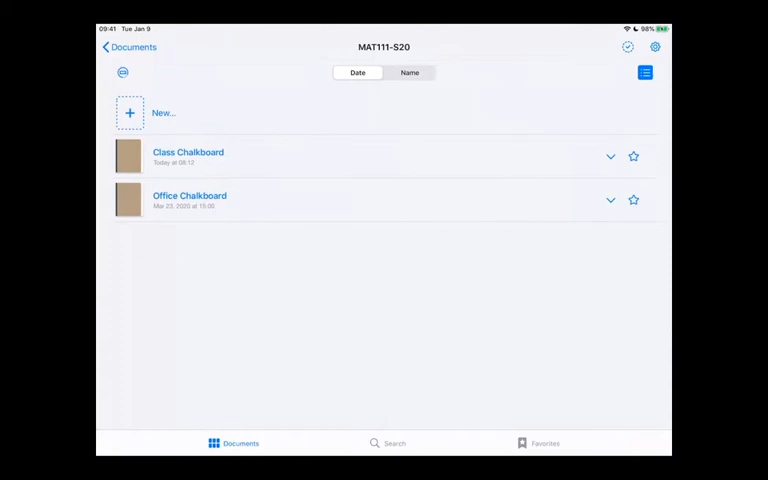 09:41 Tue Jan 9 98%
Documents MAT111-S20
Date Name
New...
Class Chalkboard
Today at 08:12
Office Chalkboard
Mar 23, 2020 at 15:00
Documents Search Favorites